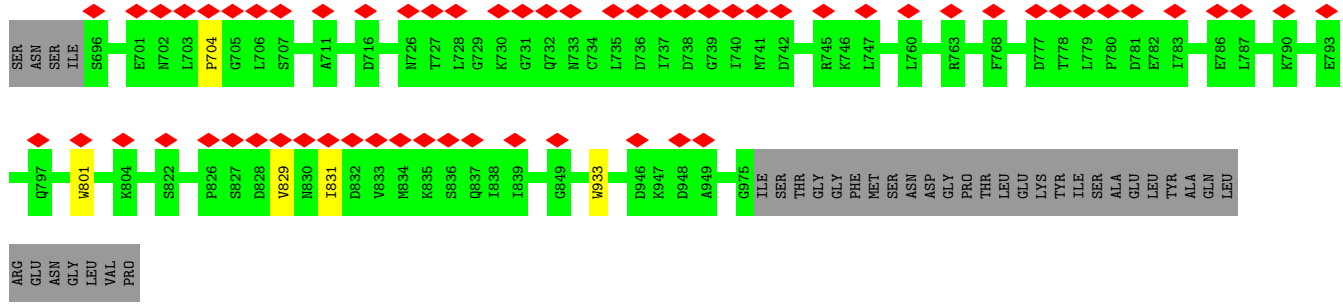 SER ASN SER ILE S696 E701 N702 L703 P704 G705 L706 S707 A711 D716 N726 T727 L728 G729 K730 G731 Q732 N733 C734 L735 D736 I737 D738 G739 I740 M741 D742 R745 K746 L747 L760 R763 F768 D777 T778 L779 P780 D781 E782 I783 E786 L787 K790 E793
Q797 W801 K804 S822 P826 S827 D828 V829 N830 I831 D832 V833 M834 K835 S836 Q837 I838 I839 G849 W933 D946 K947 D948 A949 G975 ILE SER THR GLY GLY PHE MET SER ASN ASP GLY PRO THR LEU GLU LYS TYR ILE SER ALA GLU LEU TYR ALA GLN LEU
ARG GLU ASN GLY LEU VAL PRO